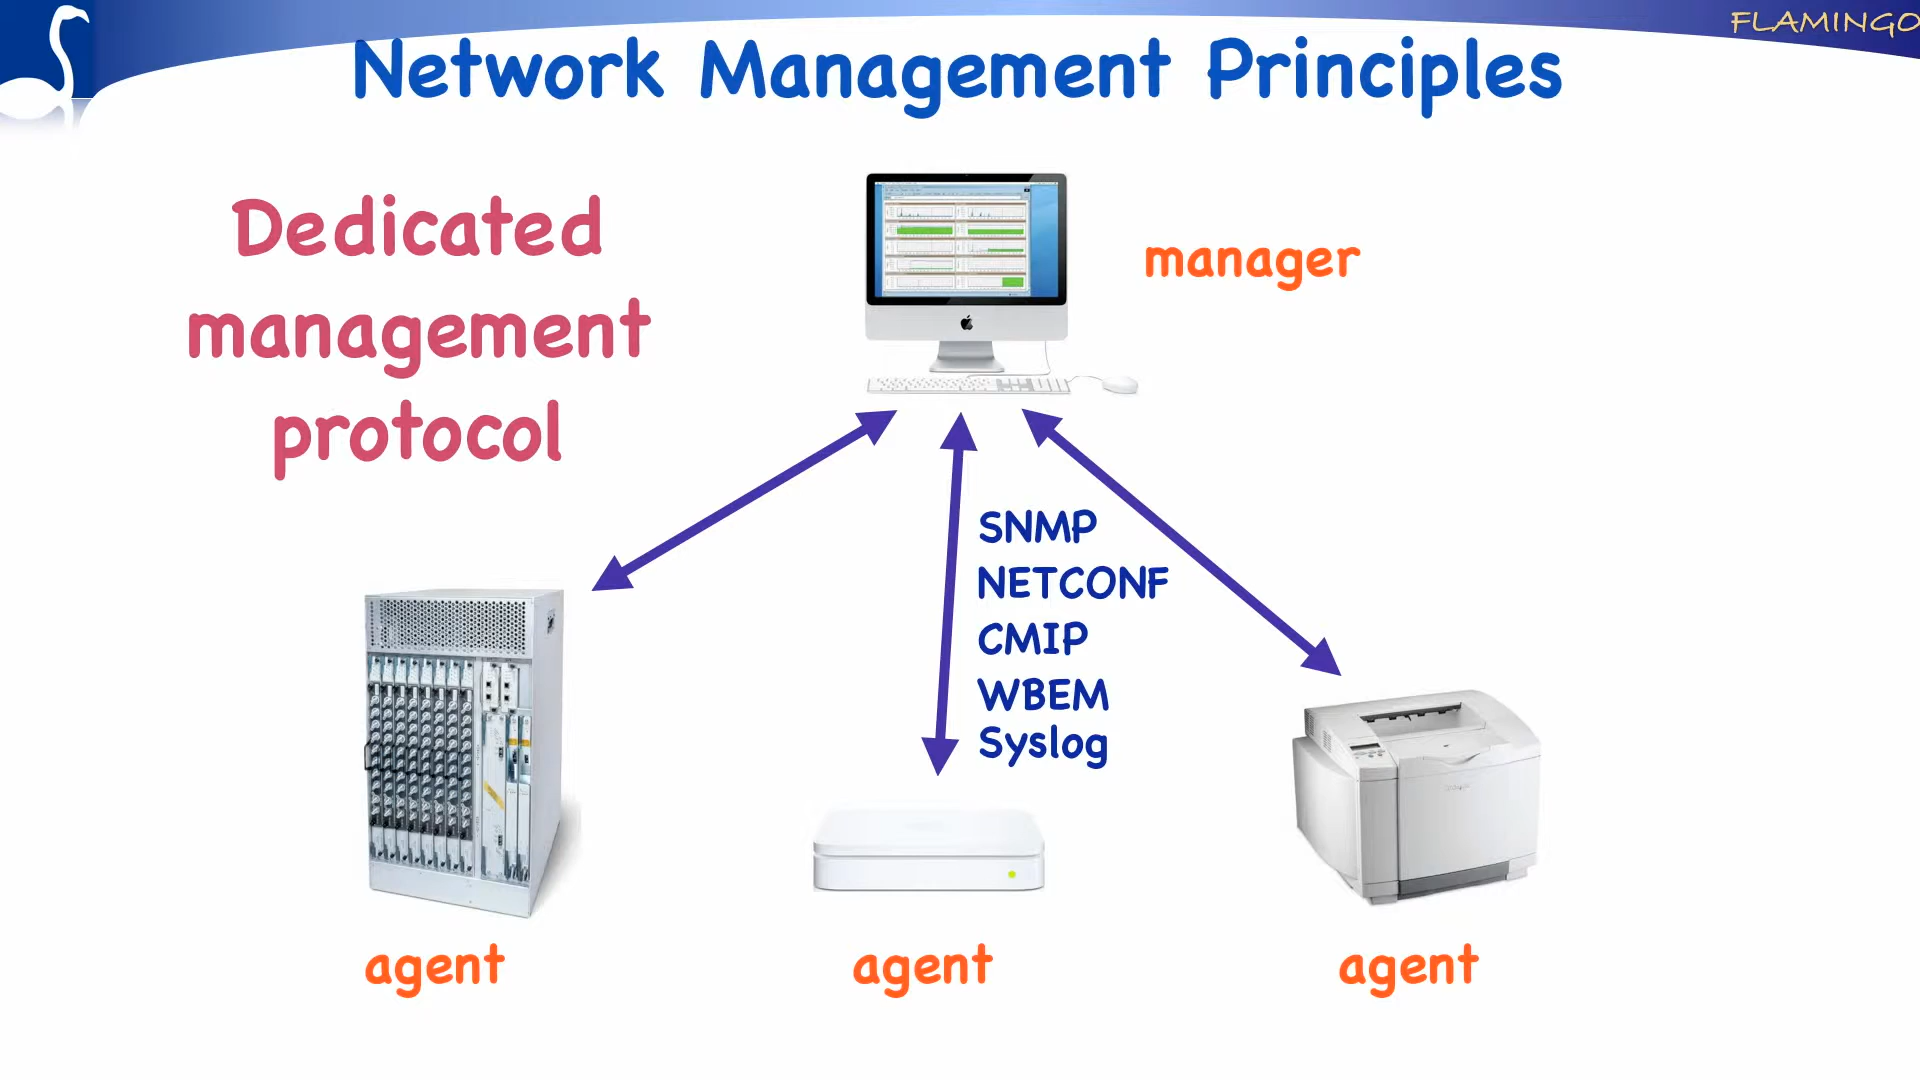 FLAMINGO
Network Management Principles
Dedicated
management
protocol
manager
SNMP
NETCONF
CMIP
WBEM
Syslog
agent
agent
agent